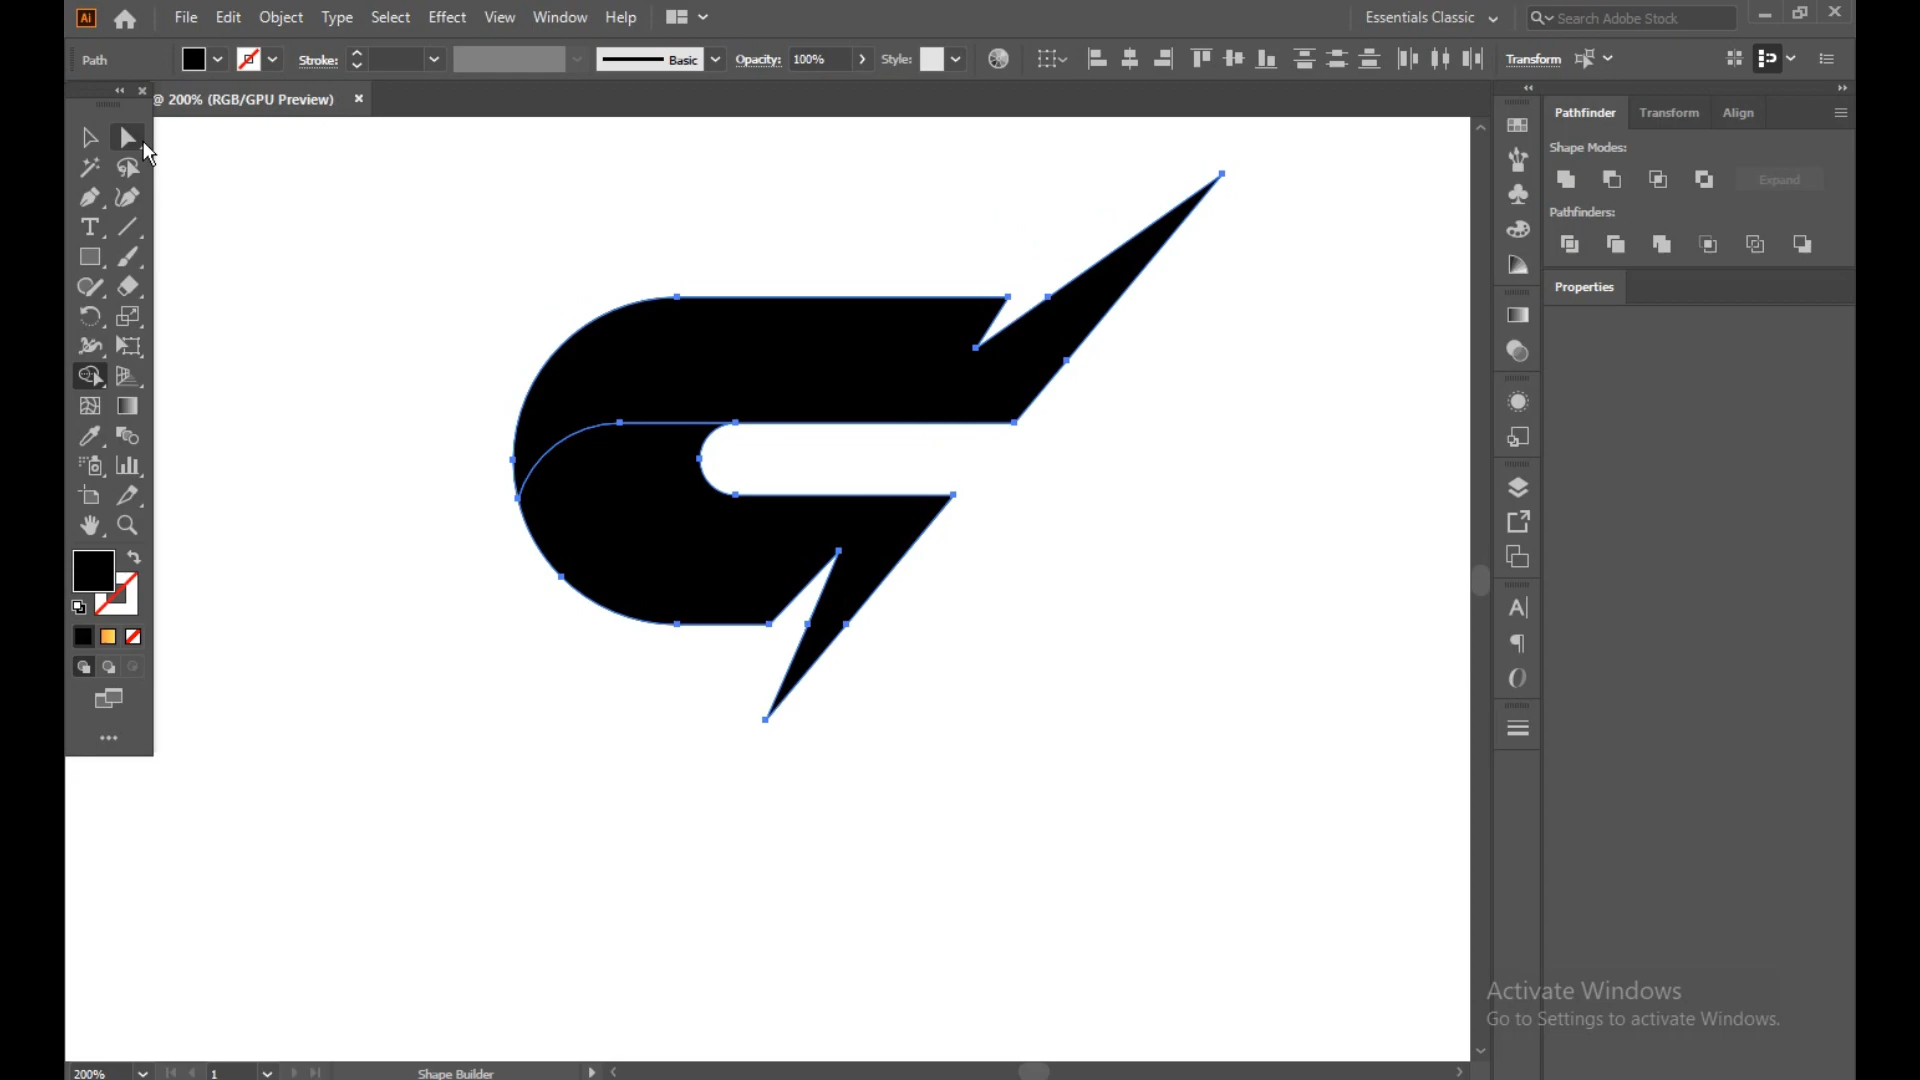 Ai File Edit Object Type Select Effect View Window Help Essentials Classic Search Adobe Stock
Path Stroke: Basic Opacity: 100% Style: Transform
@ 200% (RGB/GPU Preview)
Pathfinder Transform Align
Shape Modes:
Expand
Pathfinders:
Properties
Activate Windows
Go to Settings to activate Windows.
200% 1 Shape Builder